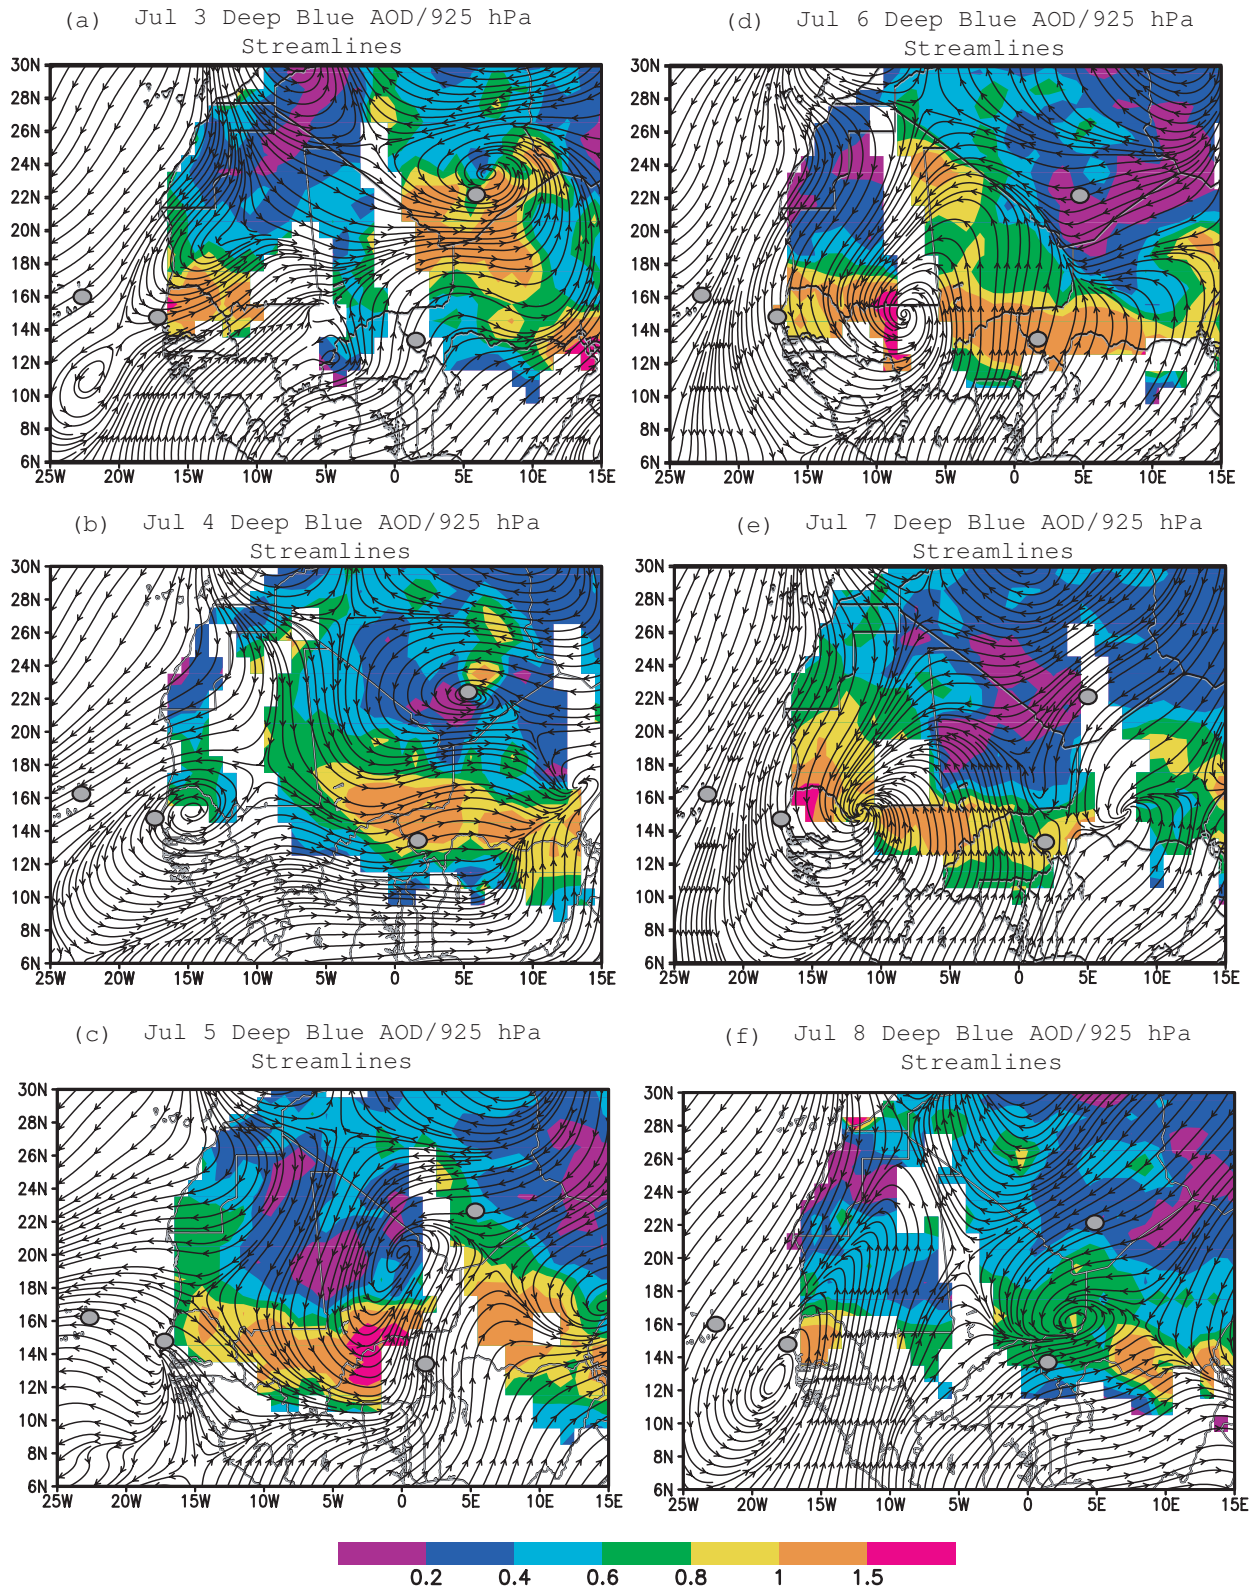 (a) Jul 3 Deep Blue AOD/925 hPa
Streamlines
30N
28N
26N
24N
22N
20N
18N
16N
14N
12N
10N
8N
6N
25W 20W 15W 10W 5W 0 5E 10E 15E
(d) Jul 6 Deep Blue AOD/925 hPa
Streamlines
30N
28N
26N
24N
22N
20N
18N
16N
14N
12N
10N
8N
6N
25W 20W 15W 10W 5W 0 5E 10E 15E
(b) Jul 4 Deep Blue AOD/925 hPa
Streamlines
30N
28N
26N
24N
22N
20N
18N
16N
14N
12N
10N
8N
6N
25W 20W 15W 10W 5W 0 5E 10E 15E
(e) Jul 7 Deep Blue AOD/925 hPa
Streamlines
30N
28N
26N
24N
22N
20N
18N
16N
14N
12N
10N
8N
6N
25W 20W 15W 10W 5W 0 5E 10E 15E
(c) Jul 5 Deep Blue AOD/925 hPa
Streamlines
30N
28N
26N
24N
22N
20N
18N
16N
14N
12N
10N
8N
6N
25W 20W 15W 10W 5W 0 5E 10E 15E
(f) Jul 8 Deep Blue AOD/925 hPa
Streamlines
30N
28N
26N
24N
22N
20N
18N
16N
14N
12N
10N
8N
6N
25W 20W 15W 10W 5W 0 5E 10E 15E
0.2 0.4 0.6 0.8 1 1.5